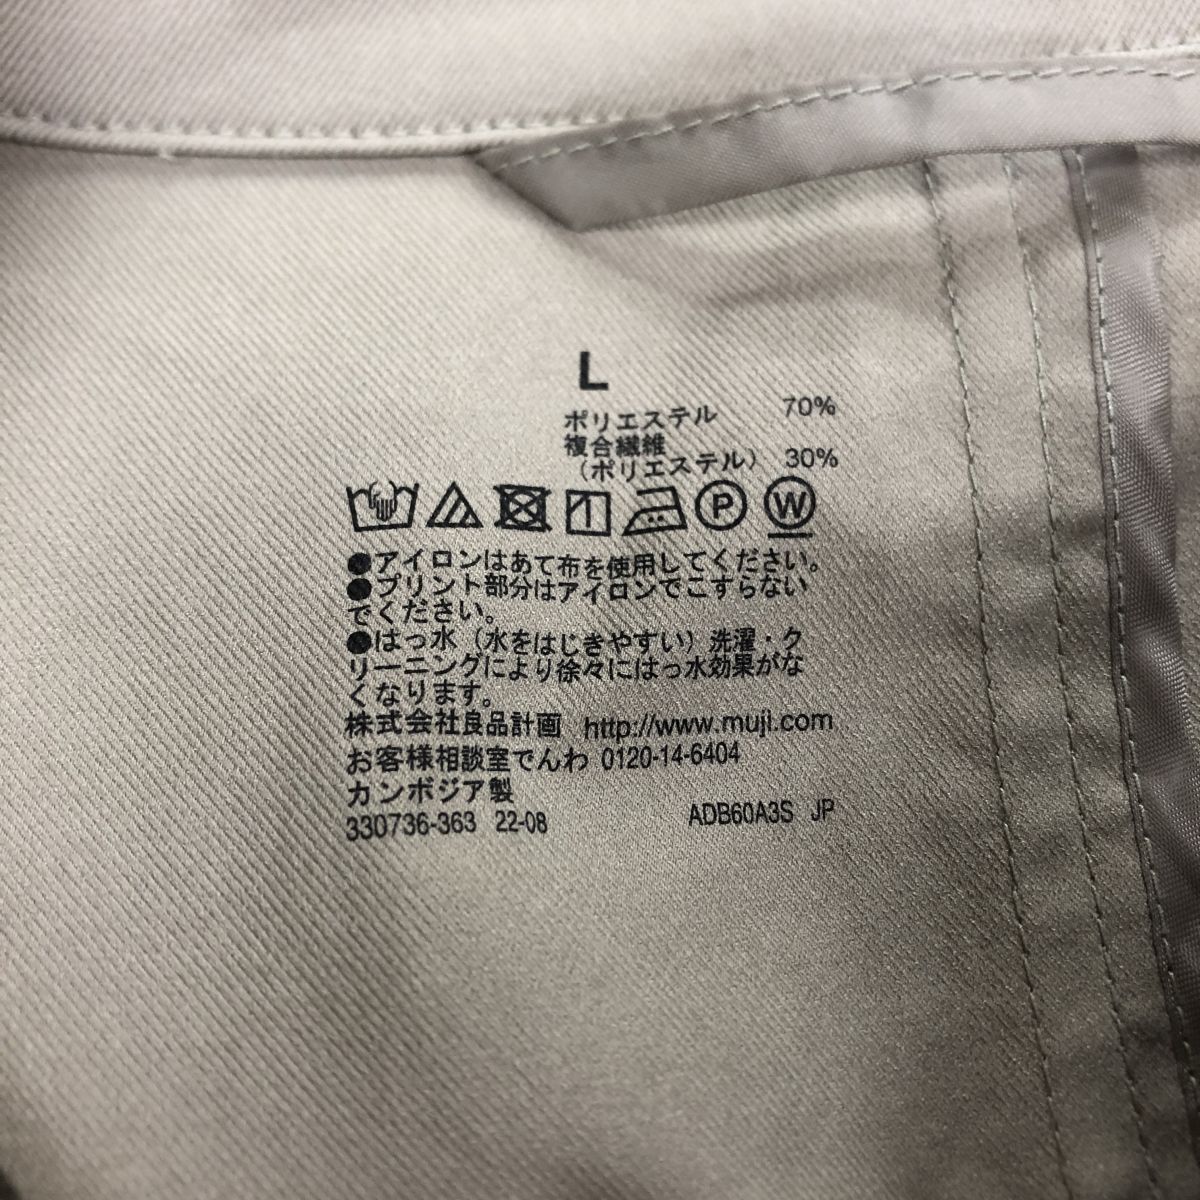 L
ポリエステル 70%
複合繊維
(ポリエステル) 30%
P W
●アイロンはあて布を使用してください。
●プリント部分はアイロンでこすらない
でください。
●はっ水(水をはじきやすい)洗濯・ク
リーニングにより徐々にはっ水効果がな
くなります。
株式会社良品計画 http://www.muji.com
お客様相談室でんわ 0120-14-6404
カンボジア製
330736-363 22-08 ADB60A3S JP